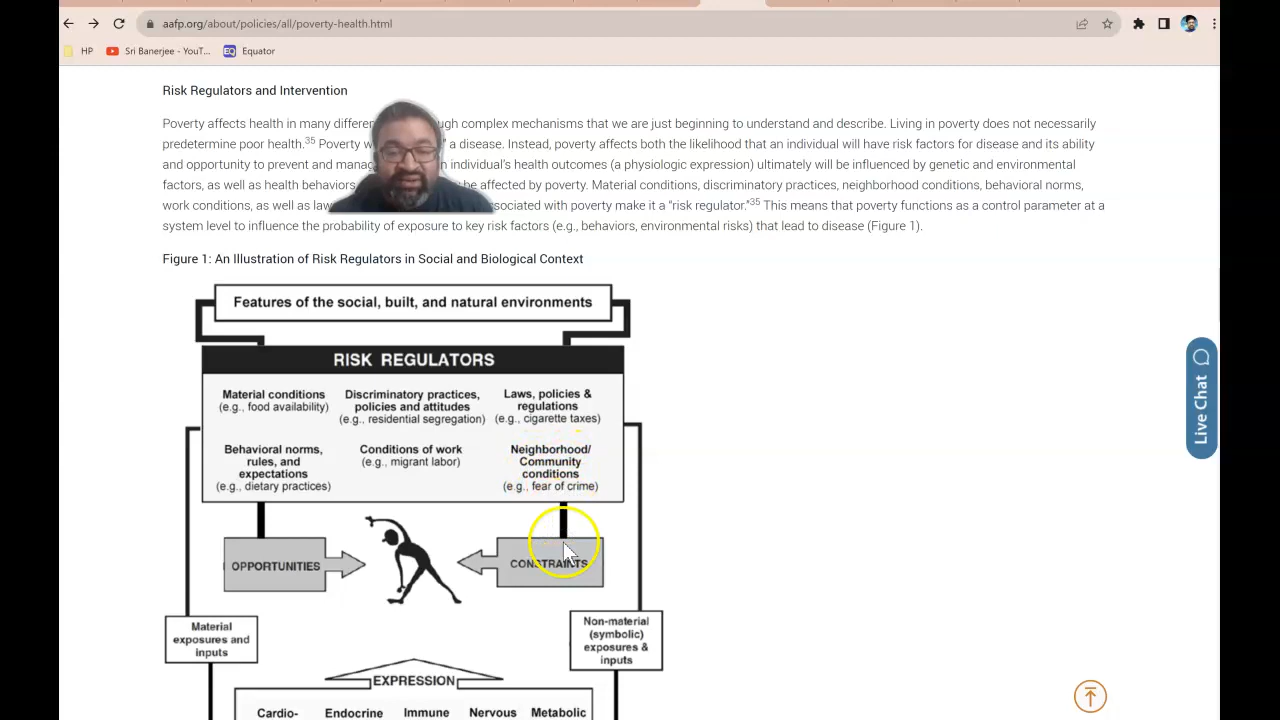 aafp.org/about/policies/all/poverty-health.html
HP Sri Banerjee - YouT... EQ Equator
Risk Regulators and Intervention
Poverty affects health in many differen ugh complex mechanisms that we are just beginning to understand and describe. Living in poverty does not necessarily
predetermine poor health.35 Poverty w " a disease. Instead, poverty affects both the likelihood that an individual will have risk factors for disease and its ability
and opportunity to prevent and manag n individual's health outcomes (a physiologic expression) ultimately will be influenced by genetic and environmental
factors, as well as health behaviors be affected by poverty. Material conditions, discriminatory practices, neighborhood conditions, behavioral norms,
work conditions, as well as law ssociated with poverty make it a "risk regulator."35 This means that poverty functions as a control parameter at a
system level to influence the probability of exposure to key risk factors (e.g., behaviors, environmental risks) that lead to disease (Figure 1).
Figure 1: An Illustration of Risk Regulators in Social and Biological Context
Features of the social, built, and natural environments
RISK REGULATORS
Material conditions
(e.g., food availability)
Discriminatory practices,
policies and attitudes
(e.g., residential segregation)
Laws, policies &
regulations
(e.g., cigarette taxes)
Behavioral norms,
rules, and
expectations
(e.g., dietary practices)
Conditions of work
(e.g., migrant labor)
Neighborhood/
Community
conditions
(e.g., fear of crime)
OPPORTUNITIES
CONSTRAINTS
Material
exposures and
inputs
Non-material
(symbolic)
exposures &
inputs
EXPRESSION
Cardio- Endocrine Immune Nervous Metabolic
Live Chat